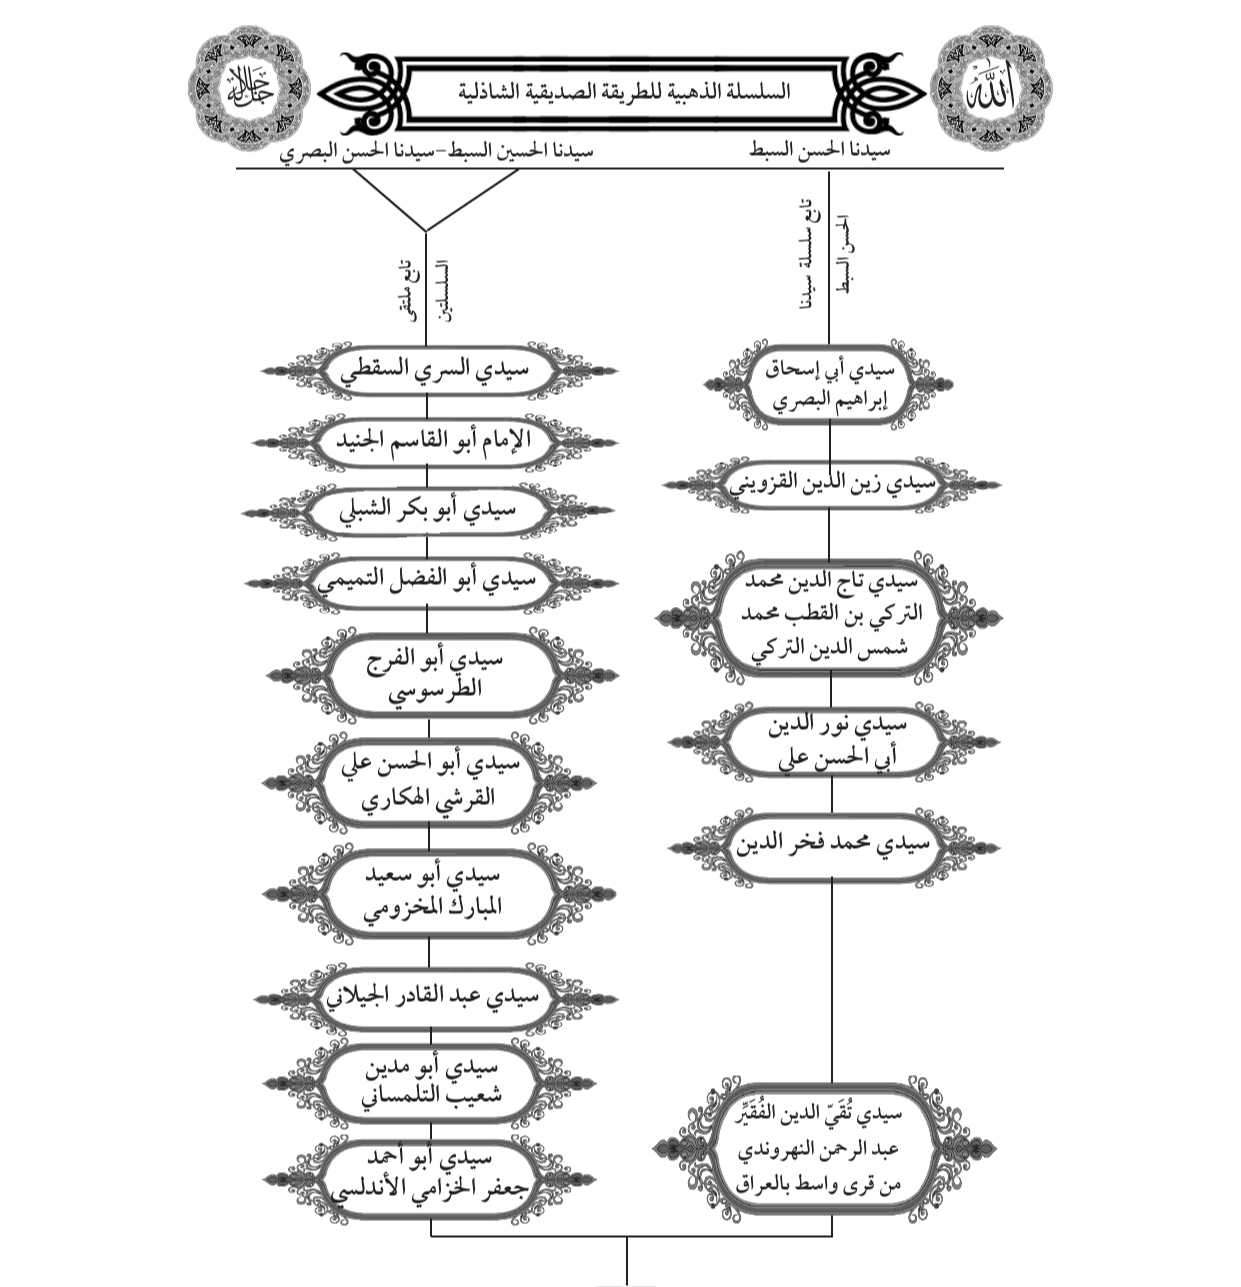 الله
جل جلاله
السلسلة الذهبية للطريقة الصديقية الشاذلية
سيدنا الحسن السبط
سيدنا الحسين السبط-سيدنا الحسن البصري
تابع سلسلة سيدنا
الحسن السبط
سيدي أبي إسحاق
إبراهيم البصري
سيدي زين الدين القزويني
سيدي تاج الدين محمد
التركي بن القطب محمد
شمس الدين التركي
سيدي نور الدين
أبي الحسن علي
سيدي محمد فخر الدين
سيدي تُقَيّ الدين الفُقَيِّر
عبد الرحمن النهروندي
من قرى واسط بالعراق
تابع ملتقى
السلسلتين
سيدي السري السقطي
الإمام أبو القاسم الجنيد
سيدي أبو بكر الشبلي
سيدي أبو الفضل التميمي
سيدي أبو الفرج
الطرسوسي
سيدي أبو الحسن علي
القرشي الهكاري
سيدي أبو سعيد
المبارك المخزومي
سيدي عبد القادر الجيلاني
سيدي أبو مدين
شعيب التلمساني
سيدي أبو أحمد
جعفر الخزامي الأندلسي